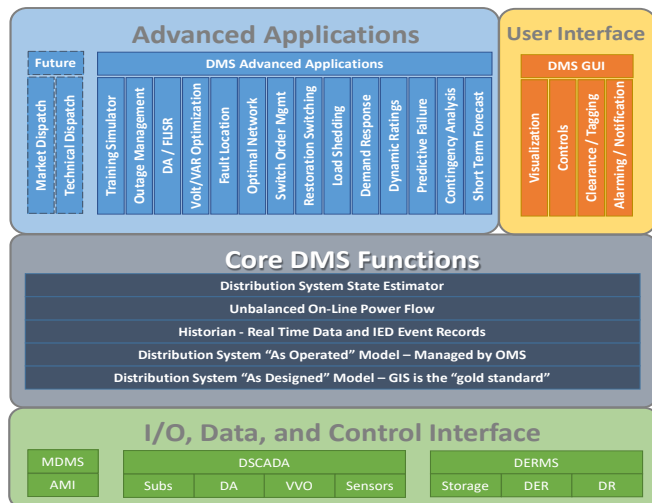 Advanced Applications
Future
DMS Advanced Applications
Market Dispatch
Technical Dispatch
Training Simulator
Outage Management
DA / FLISR
Volt/VAR Optimization
Fault Location
Optimal Network
Switch Order Mgmt
Restoration Switching
Load Shedding
Demand Response
Dynamic Ratings
Predictive Failure
Contingency Analysis
Short Term Forecast
User Interface
DMS GUI
Visualization
Controls
Clearance / Tagging
Alarming / Notification
Core DMS Functions
Distribution System State Estimator
Unbalanced On-Line Power Flow
Historian - Real Time Data and IED Event Records
Distribution System “As Operated” Model – Managed by OMS
Distribution System “As Designed” Model – GIS is the “gold standard”
I/O, Data, and Control Interface
MDMS
AMI
DSCADA
Subs
DA
VVO
Sensors
DERMS
Storage
DER
DR